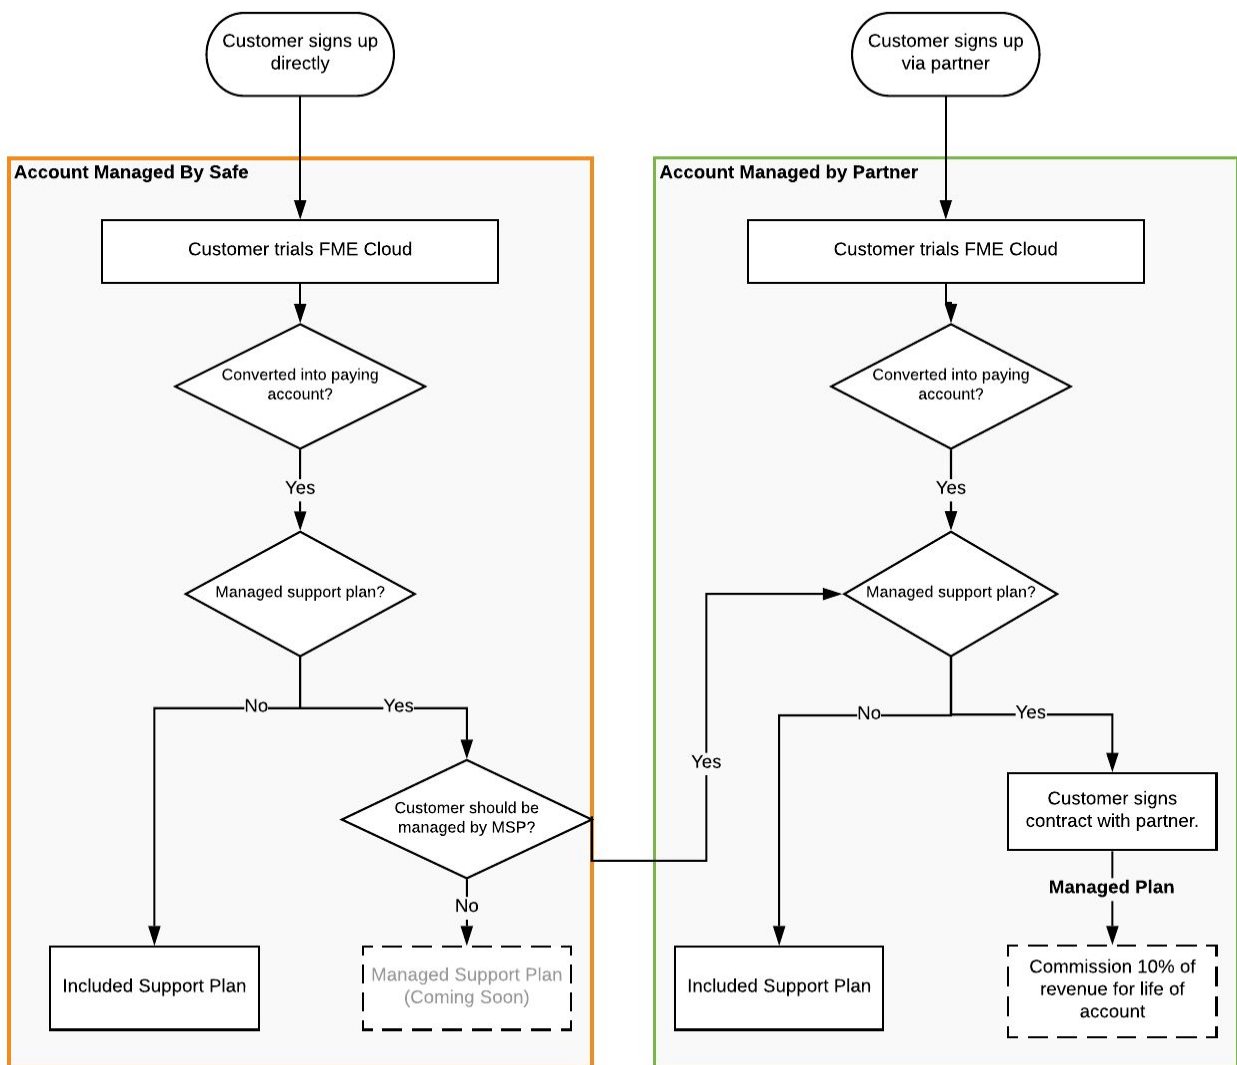 Customer signs up
directly
Customer signs up
via partner
Account Managed By Safe
Account Managed by Partner
Customer trials FME Cloud
Customer trials FME Cloud
Converted into paying
account?
Converted into paying
account?
Yes
Yes
Managed support plan?
Managed support plan?
No
Yes
No
Yes
Yes
Customer should be
managed by MSP?
Customer signs
contract with partner.
Managed Plan
No
Included Support Plan
Managed Support Plan
(Coming Soon)
Included Support Plan
Commission 10% of
revenue for life of
account